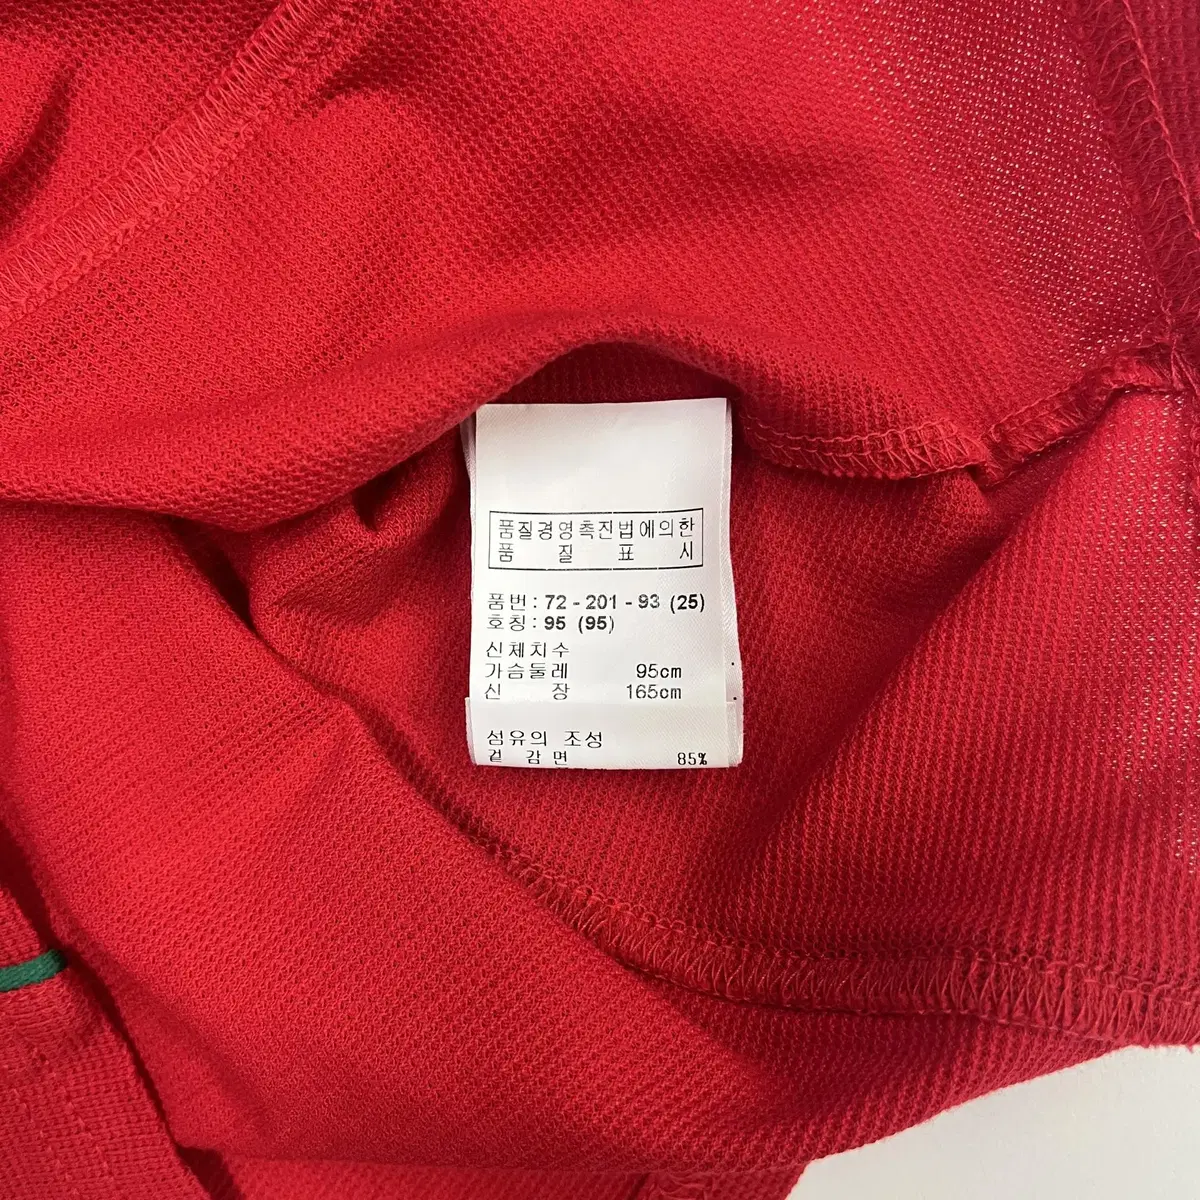 품질경영촉진법에의한
품 질 표 시
품번 : 72 - 201 - 93 (25)
호칭 : 95 (95)
신체치수
가슴둘레 95cm
신 장 165cm
섬유의 조성
겉 감 면 85%